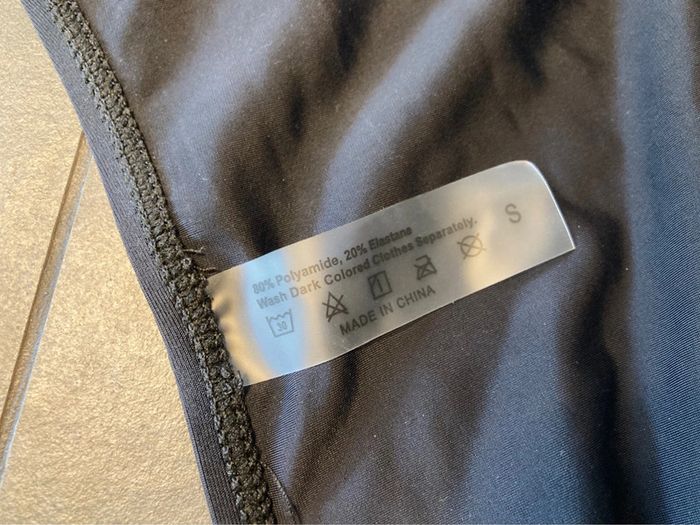 80% Polyamide, 20% Elastane
Wash Dark Colored Clothes Separately.
30
MADE IN CHINA
S